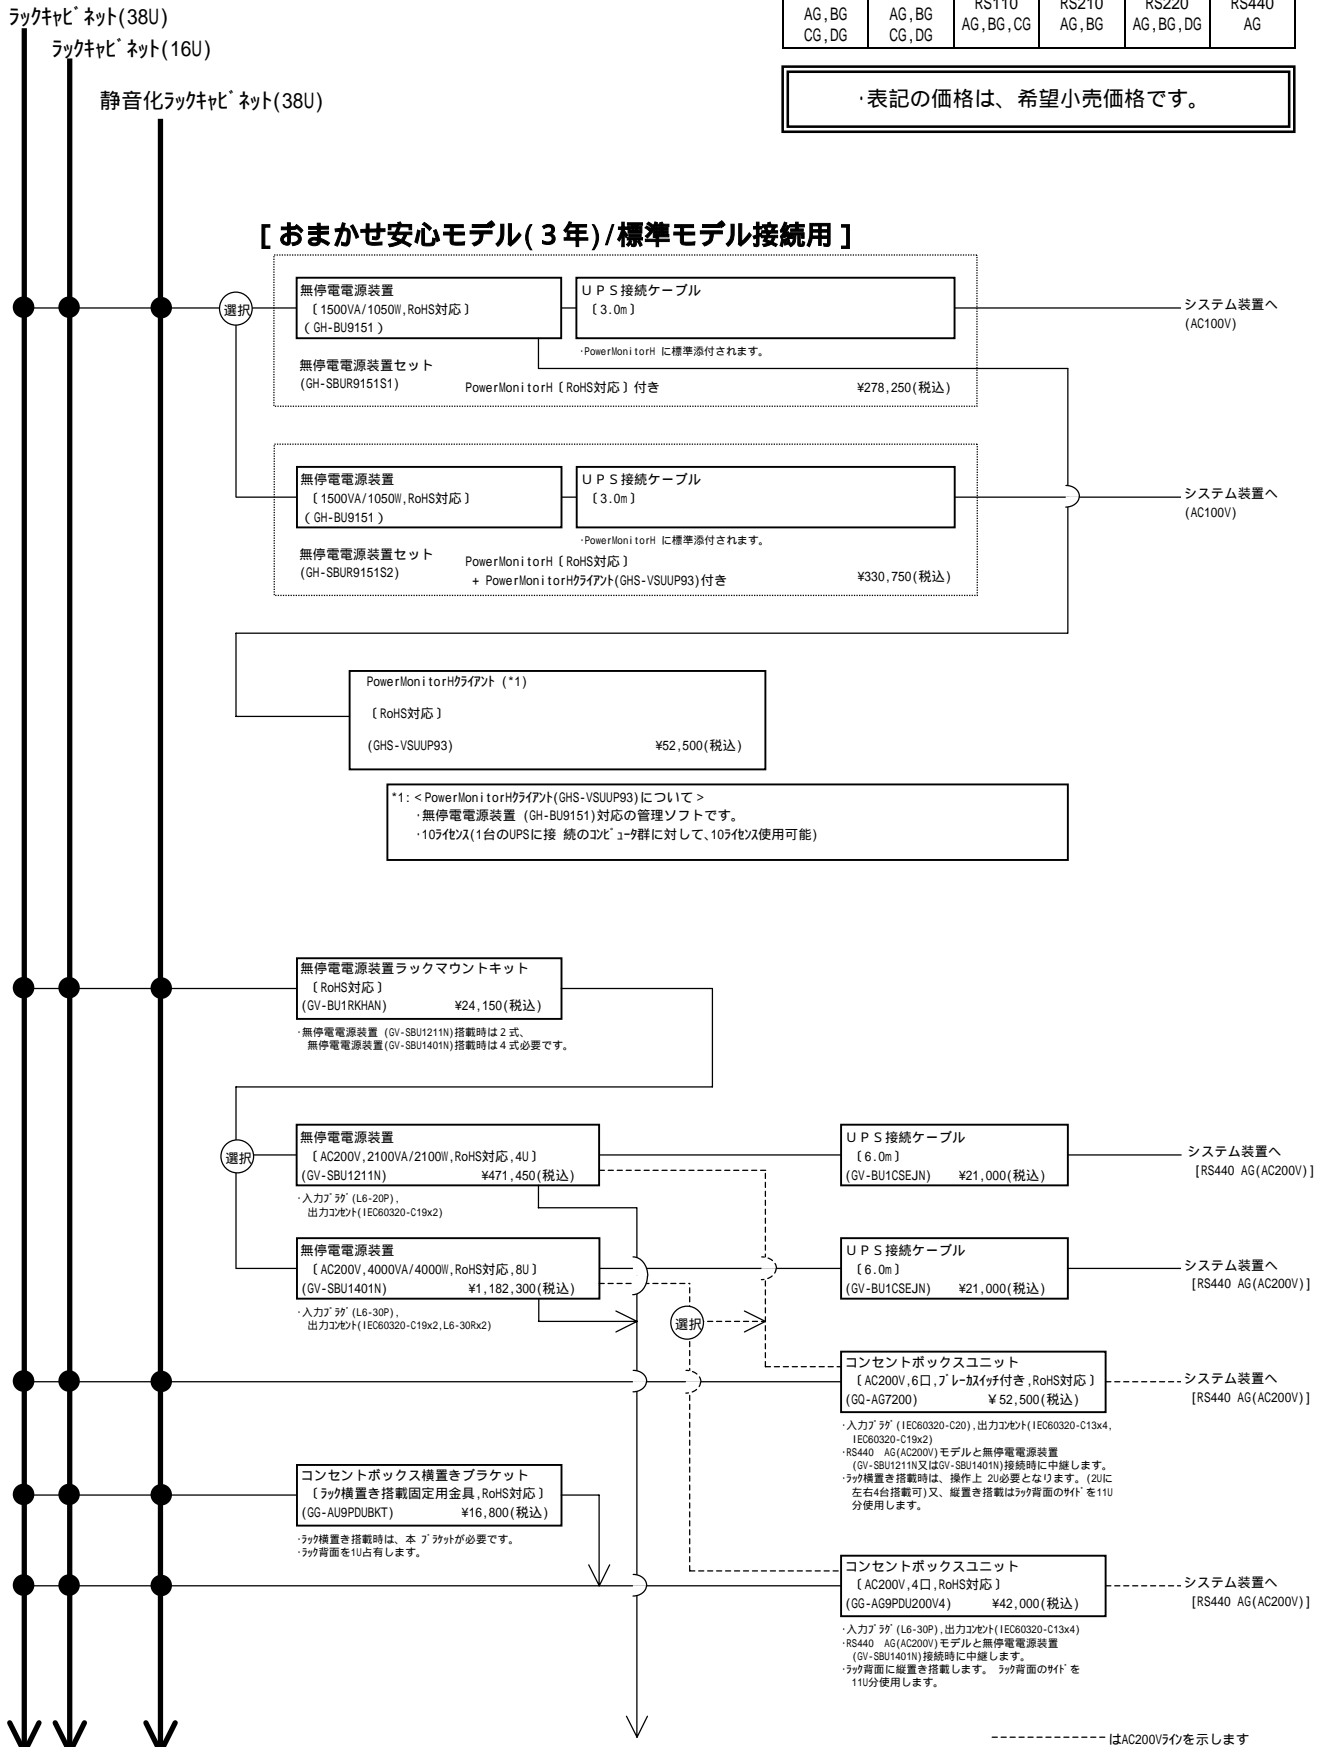 ラックキャビネット(38U)
ラックキャビネット(16U)
静音化ラックキャビネット(38U)
AG,BG
CG,DG
AG,BG
CG,DG
RS110
AG,BG,CG
RS210
AG,BG
RS220
AG,BG,DG
RS440
AG
・表記の価格は、希望小売価格です。
[ おまかせ安心モデル(３年)/標準モデル接続用 ]
選択
無停電電源装置
〔1500VA/1050W,RoHS対応〕
(GH-BU9151)
ＵＰＳ接続ケーブル
〔3.0m〕
システム装置へ
(AC100V)
・PowerMonitorH に標準添付されます。
無停電電源装置セット
(GH-SBUR9151S1)
PowerMonitorH〔RoHS対応〕付き
¥278,250(税込)
無停電電源装置
〔1500VA/1050W,RoHS対応〕
(GH-BU9151)
ＵＰＳ接続ケーブル
〔3.0m〕
システム装置へ
(AC100V)
・PowerMonitorH に標準添付されます。
無停電電源装置セット
(GH-SBUR9151S2)
PowerMonitorH〔RoHS対応〕
+ PowerMonitorHクライアント(GHS-VSUUP93)付き
¥330,750(税込)
PowerMonitorHクライアント (*1)
〔RoHS対応〕
(GHS-VSUUP93) ¥52,500(税込)
*1:＜PowerMonitorHクライアント(GHS-VSUUP93)について＞
・無停電電源装置 (GH-BU9151)対応の管理ソフトです。
・10ライセンス(1台のUPSに接 続のコンピュータ群に対して、10ライセンス使用可能)
無停電電源装置ラックマウントキット
〔RoHS対応〕
(GV-BU1RKHAN) ¥24,150(税込)
・無停電電源装置 (GV-SBU1211N)搭載時は２式、
無停電電源装置(GV-SBU1401N)搭載時は４式必要です。
選択
無停電電源装置
〔AC200V,2100VA/2100W,RoHS対応,4U〕
(GV-SBU1211N) ¥471,450(税込)
・入力プラグ(L6-20P),
出力コンセント(IEC60320-C19x2)
ＵＰＳ接続ケーブル
〔6.0m〕
(GV-BU1CSEJN) ¥21,000(税込)
システム装置へ
[RS440 AG(AC200V)]
無停電電源装置
〔AC200V,4000VA/4000W,RoHS対応,8U〕
(GV-SBU1401N) ¥1,182,300(税込)
・入力プラグ(L6-30P),
出力コンセント(IEC60320-C19x2,L6-30Rx2)
ＵＰＳ接続ケーブル
〔6.0m〕
(GV-BU1CSEJN) ¥21,000(税込)
システム装置へ
[RS440 AG(AC200V)]
選択
コンセントボックスユニット
〔AC200V,6口,ブレーカスイッチ付き,RoHS対応〕
(GQ-AG7200) ￥52,500(税込)
システム装置へ
[RS440 AG(AC200V)]
・入力プラグ(IEC60320-C20),出力コンセント(IEC60320-C13x4,
IEC60320-C19x2)
・RS440 AG(AC200V)モデルと無停電電源装置
(GV-SBU1211N又はGV-SBU1401N)接続時に中継します。
・ラック横置き搭載時は、操作上 2U必要となります。(2Uに
左右4台搭載可)又、縦置き搭載はラック背面のサイドを11U
分使用します。
コンセントボックス横置きブラケット
〔ラック横置き搭載固定用金具,RoHS対応〕
(GG-AU9PDUBKT) ¥16,800(税込)
・ラック横置き搭載時は、本 ブラケットが必要です。
・ラック背面を1U占有します。
コンセントボックスユニット
〔AC200V,4口,RoHS対応〕
(GG-AG9PDU200V4) ¥42,000(税込)
システム装置へ
[RS440 AG(AC200V)]
・入力プラグ(L6-30P),出力コンセント(IEC60320-C13x4)
・RS440 AG(AC200V)モデルと無停電電源装置
(GV-SBU1401N)接続時に中継します。
・ラック背面に縦置き搭載します。 ラック背面のサイドを
11U分使用します。
はAC200Vラインを示します